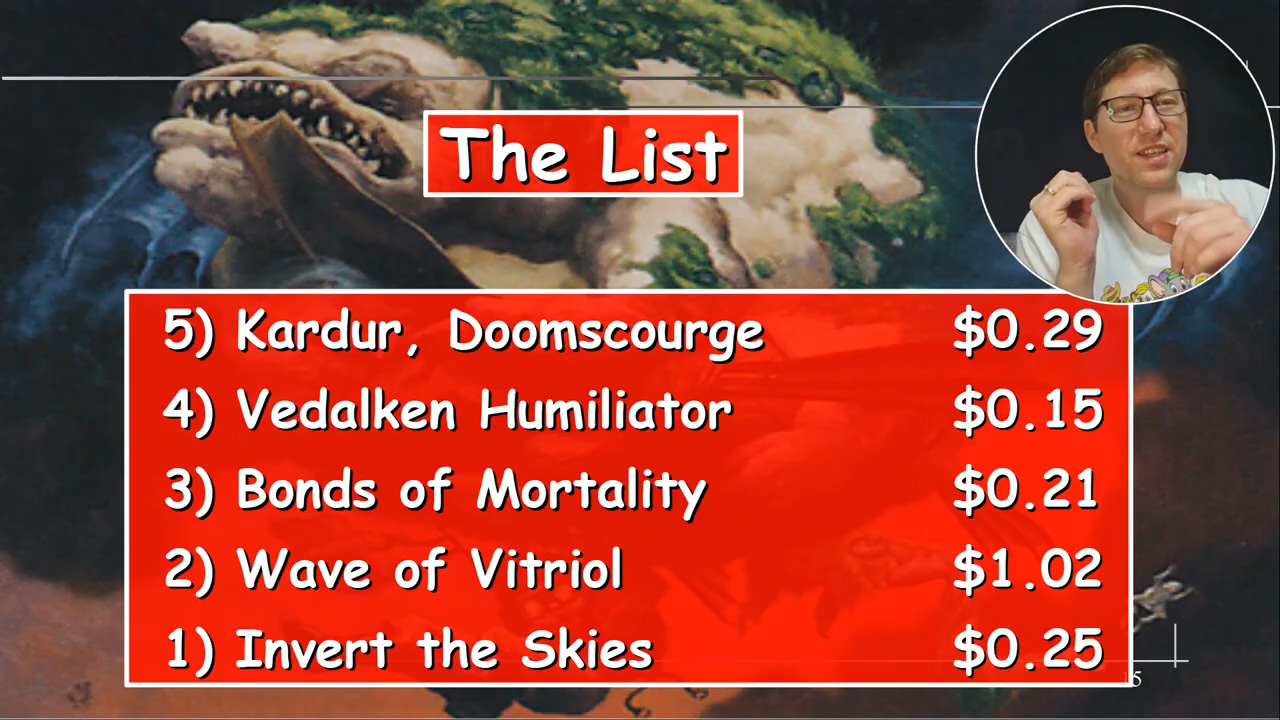 The List
5) Kardur, Doomscourge $0.29
4) Vedalken Humiliator $0.15
3) Bonds of Mortality $0.21
2) Wave of Vitriol $1.02
1) Invert the Skies $0.25
5